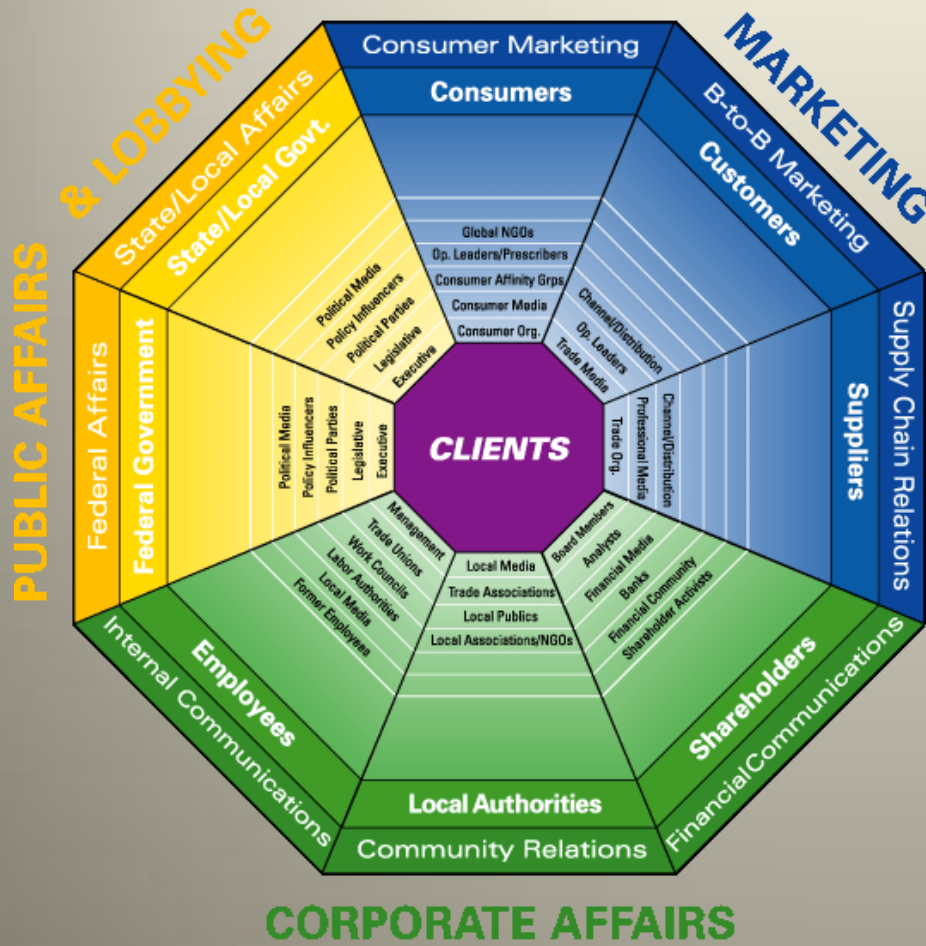 PUBLIC AFFAIRS
& LOBBYING
MARKETING
CORPORATE AFFAIRS
CLIENTS
Consumer Marketing
Consumers
Global NGOs
Op. Leaders/Prescribers
Consumer Affinity Grps
Consumer Media
Consumer Org.
B-to-B Marketing
Customers
Channel/Distribution
Op. Leaders
Trade Media
Supply Chain Relations
Suppliers
Channel/Distribution
Professional Media
Trade Org.
Financial Communications
Shareholders
Shareholder Activists
Financial Community
Banks
Financial Media
Analysts
Board Members
Local Media
Trade Associations
Local Publics
Local Associations/NGOs
Local Authorities
Community Relations
Management
Trade Unions
Work Councils
Labor Authorities
Local Media
Former Employees
Employees
Internal Communications
Federal Affairs
Federal Government
Political Media
Policy Influencers
Political Parties
Legislative
Executive
State/Local Affairs
State/Local Govt.
Political Media
Policy Influencers
Political Parties
Legislative
Executive